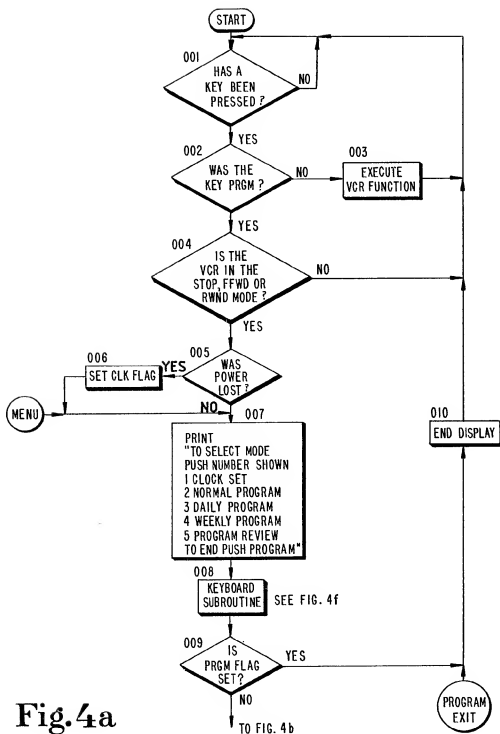 START
001
HAS A
KEY BEEN
PRESSED?
NO
YES
002
WAS THE
KEY PRGM?
NO
003
EXECUTE
VCR FUNCTION
YES
004
IS THE
VCR IN THE
STOP, FFWD OR
RWND MODE?
NO
YES
005
WAS
POWER
LOST?
YES
006
SET CLK FLAG
NO
MENU
007
PRINT
"TO SELECT MODE
PUSH NUMBER SHOWN
1 CLOCK SET
2 NORMAL PROGRAM
3 DAILY PROGRAM
4 WEEKLY PROGRAM
5 PROGRAM REVIEW
TO END PUSH PROGRAM"
010
END DISPLAY
008
KEYBOARD
SUBROUTINE
SEE FIG. 4f
009
IS
PRGM FLAG
SET?
YES
NO
PROGRAM
EXIT
TO FIG. 4b
Fig. 4a